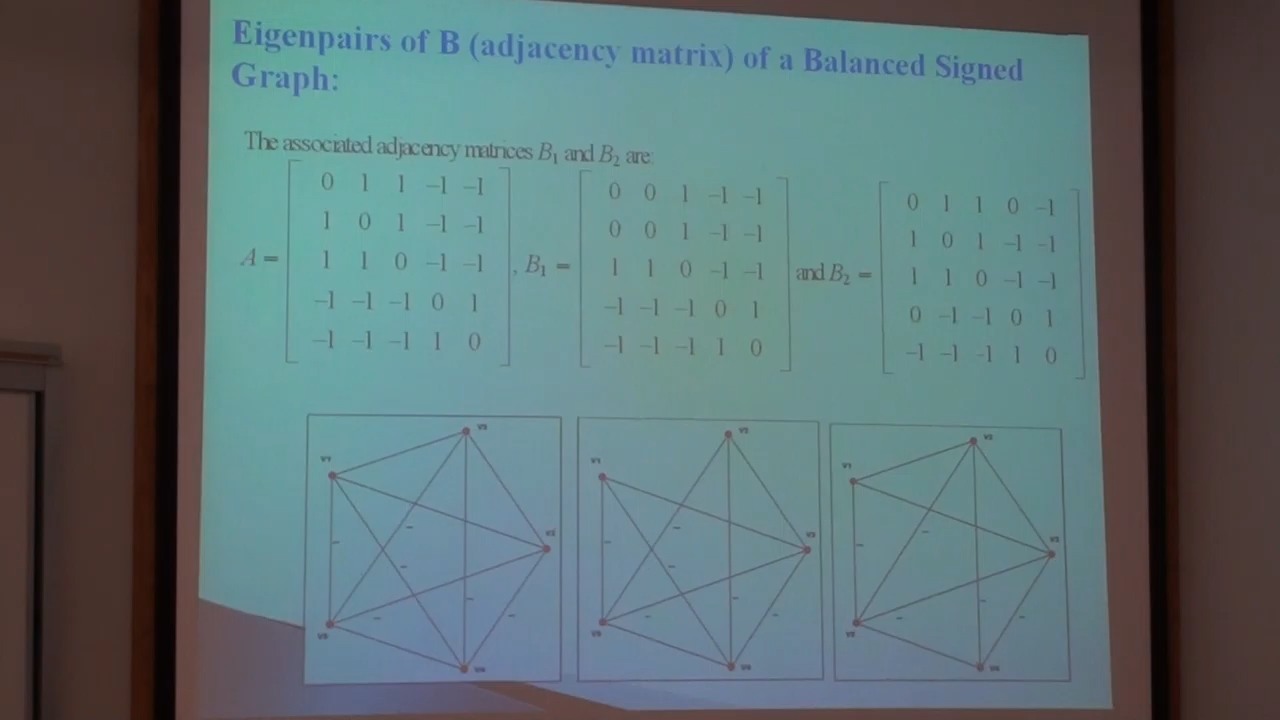 Eigenpairs of B (adjacency matrix) of a Balanced Signed
Graph:
The associated adjacency matrices B₁ and B₂ are:
A = [ 0 1 1 –1 –1
1 0 1 –1 –1
1 1 0 –1 –1
–1 –1 –1 0 1
–1 –1 –1 1 0 ]
, B₁ = [ 0 0 1 –1 –1
0 0 1 –1 –1
1 1 0 –1 –1
–1 –1 –1 0 1
–1 –1 –1 1 0 ]
and B₂ = [ 0 1 1 0 –1
1 0 1 –1 –1
1 1 0 –1 –1
0 –1 –1 0 1
–1 –1 –1 1 0 ]